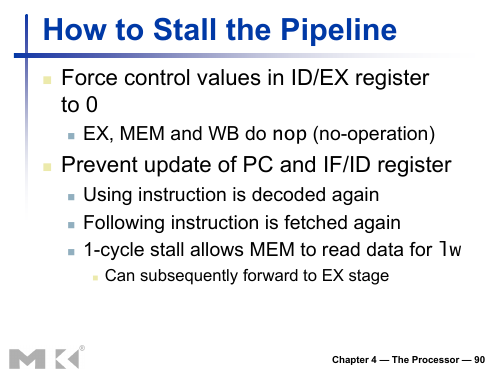 How to Stall the Pipeline
Force control values in ID/EX register
to 0
EX, MEM and WB do nop (no-operation)
Prevent update of PC and IF/ID register
Using instruction is decoded again
Following instruction is fetched again
1-cycle stall allows MEM to read data for lw
Can subsequently forward to EX stage
MK®
Chapter 4 — The Processor — 90